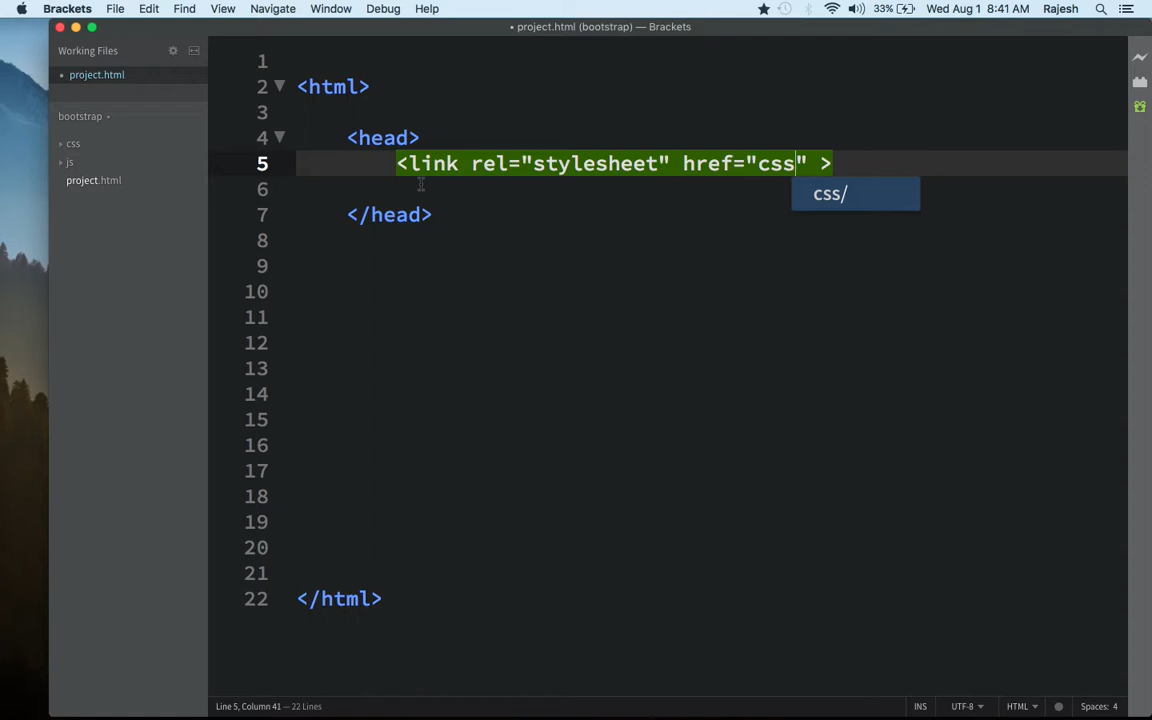 Brackets File Edit Find View Navigate Window Debug Help 33% Wed Aug 1 8:41 AM Rajesh
• project.html (bootstrap) — Brackets
Working Files
• project.html
bootstrap
css
js
project.html
1
2 <html>
3
4 <head>
5 <link rel="stylesheet" href="css" >
css/
6
7 </head>
8
9
10
11
12
13
14
15
16
17
18
19
20
21
22 </html>
Line 5, Column 41 — 22 Lines INS UTF-8 HTML Spaces: 4